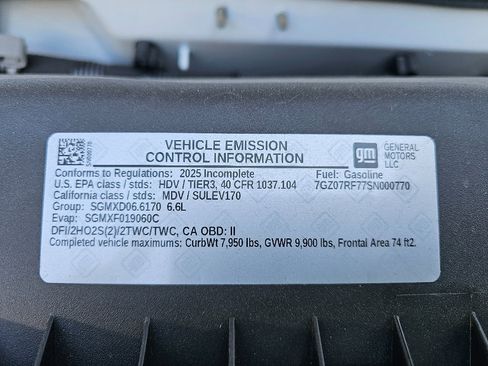 VEHICLE EMISSION
CONTROL INFORMATION
gm
GENERAL
MOTORS
LLC
Conforms to Regulations: 2025 Incomplete Fuel: Gasoline
U.S. EPA class / stds: HDV / TIER3, 40 CFR 1037.104 7GZ07RF77SN000770
California class / stds: MDV / SULEV170
Group: SGMXD06.6170 6.6L
Evap: SGMXF019060C
DFI/2HO2S(2)/2TWC/TWC, CA OBD: II
Completed vehicle maximums: CurbWt 7,950 lbs, GVWR 9,900 lbs, Frontal Area 74 ft2.